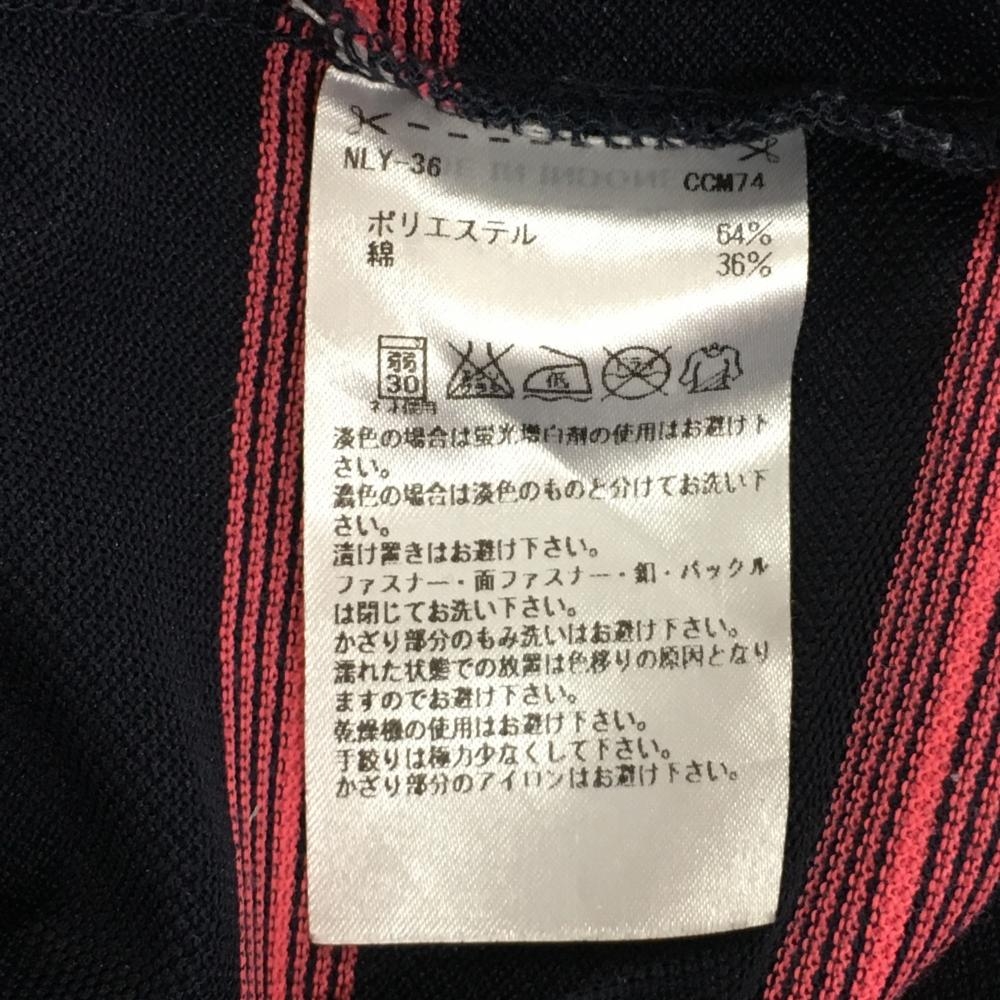 NLY-36 CCM74
ポリエステル 64%
綿 36%
弱
30
ネット使用
低
淡色の場合は蛍光増白剤の使用はお避け下
さい。
濃色の場合は淡色のものと分けてお洗い下
さい。
漬け置きはお避け下さい。
ファスナー・面ファスナー・釦・バックル
は閉じてお洗い下さい。
かざり部分のもみ洗いはお避け下さい。
濡れた状態での放置は色移りの原因となり
ますのでお避け下さい。
乾燥機の使用はお避け下さい。
手絞りは極力少なくして下さい。
かざり部分のアイロンはお避け下さい。